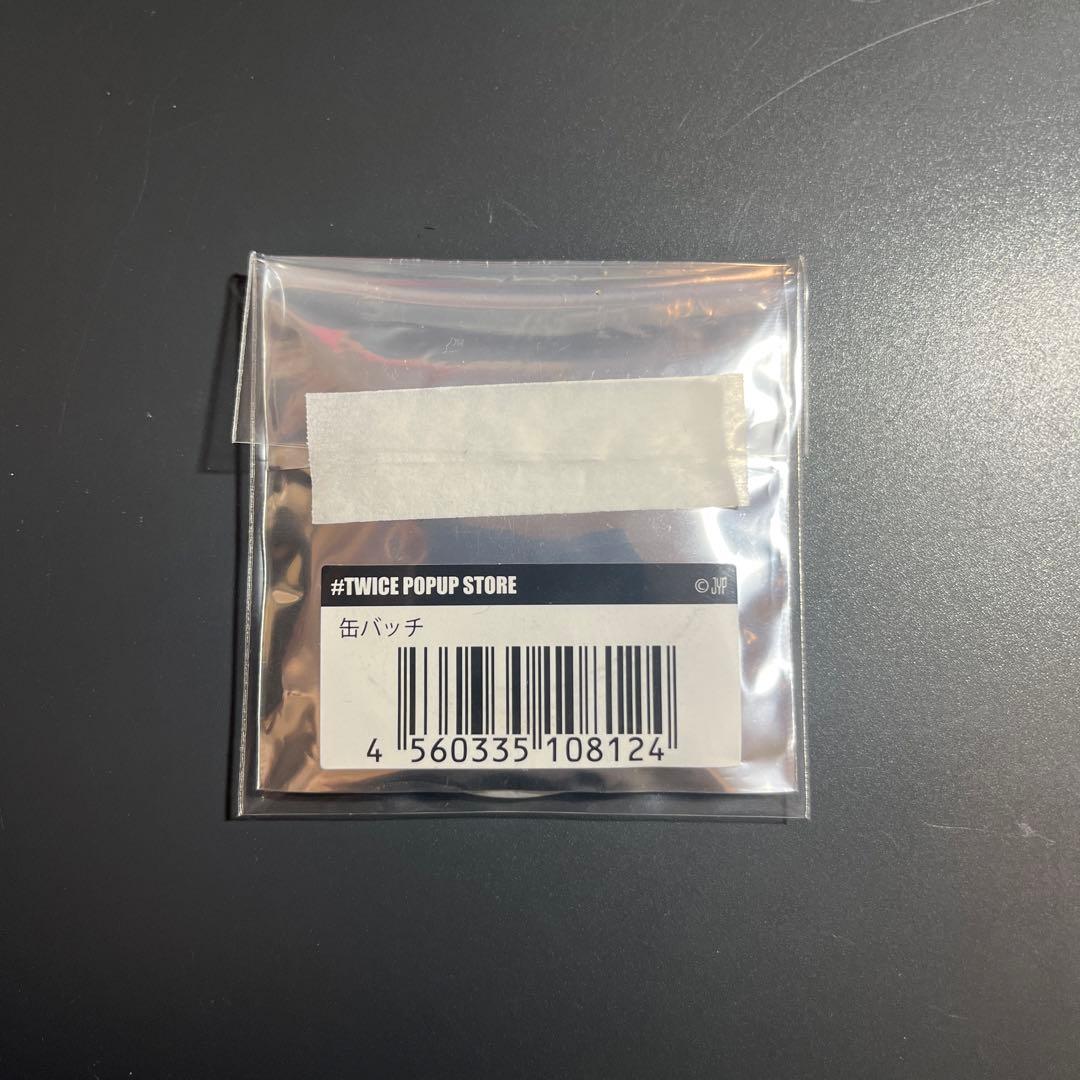 #TWICE POPUP STORE © JYP
缶バッチ
4 560335 108124